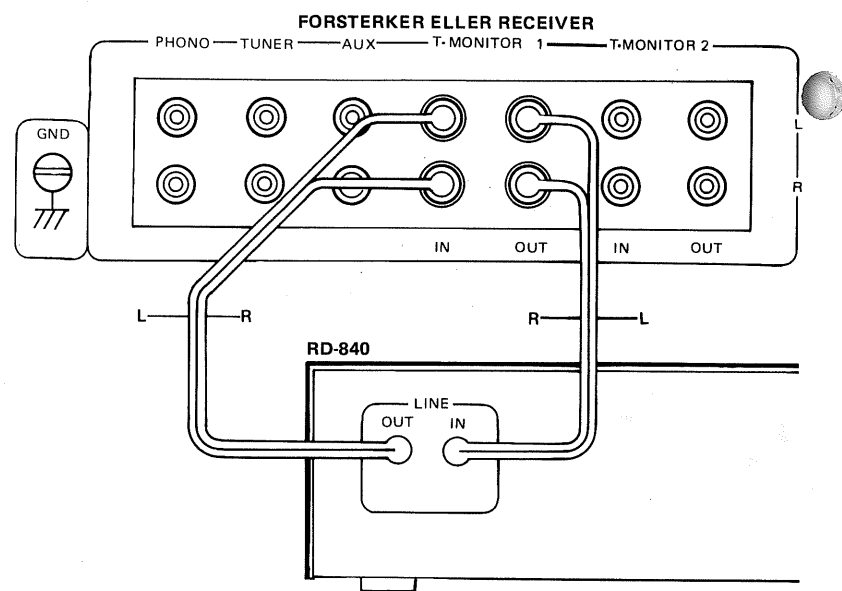 FORSTERKER ELLER RECEIVER
PHONO TUNER AUX T·MONITOR 1 T·MONITOR 2
L
GND
R
IN OUT IN OUT
L R R L
RD-840
LINE
OUT IN